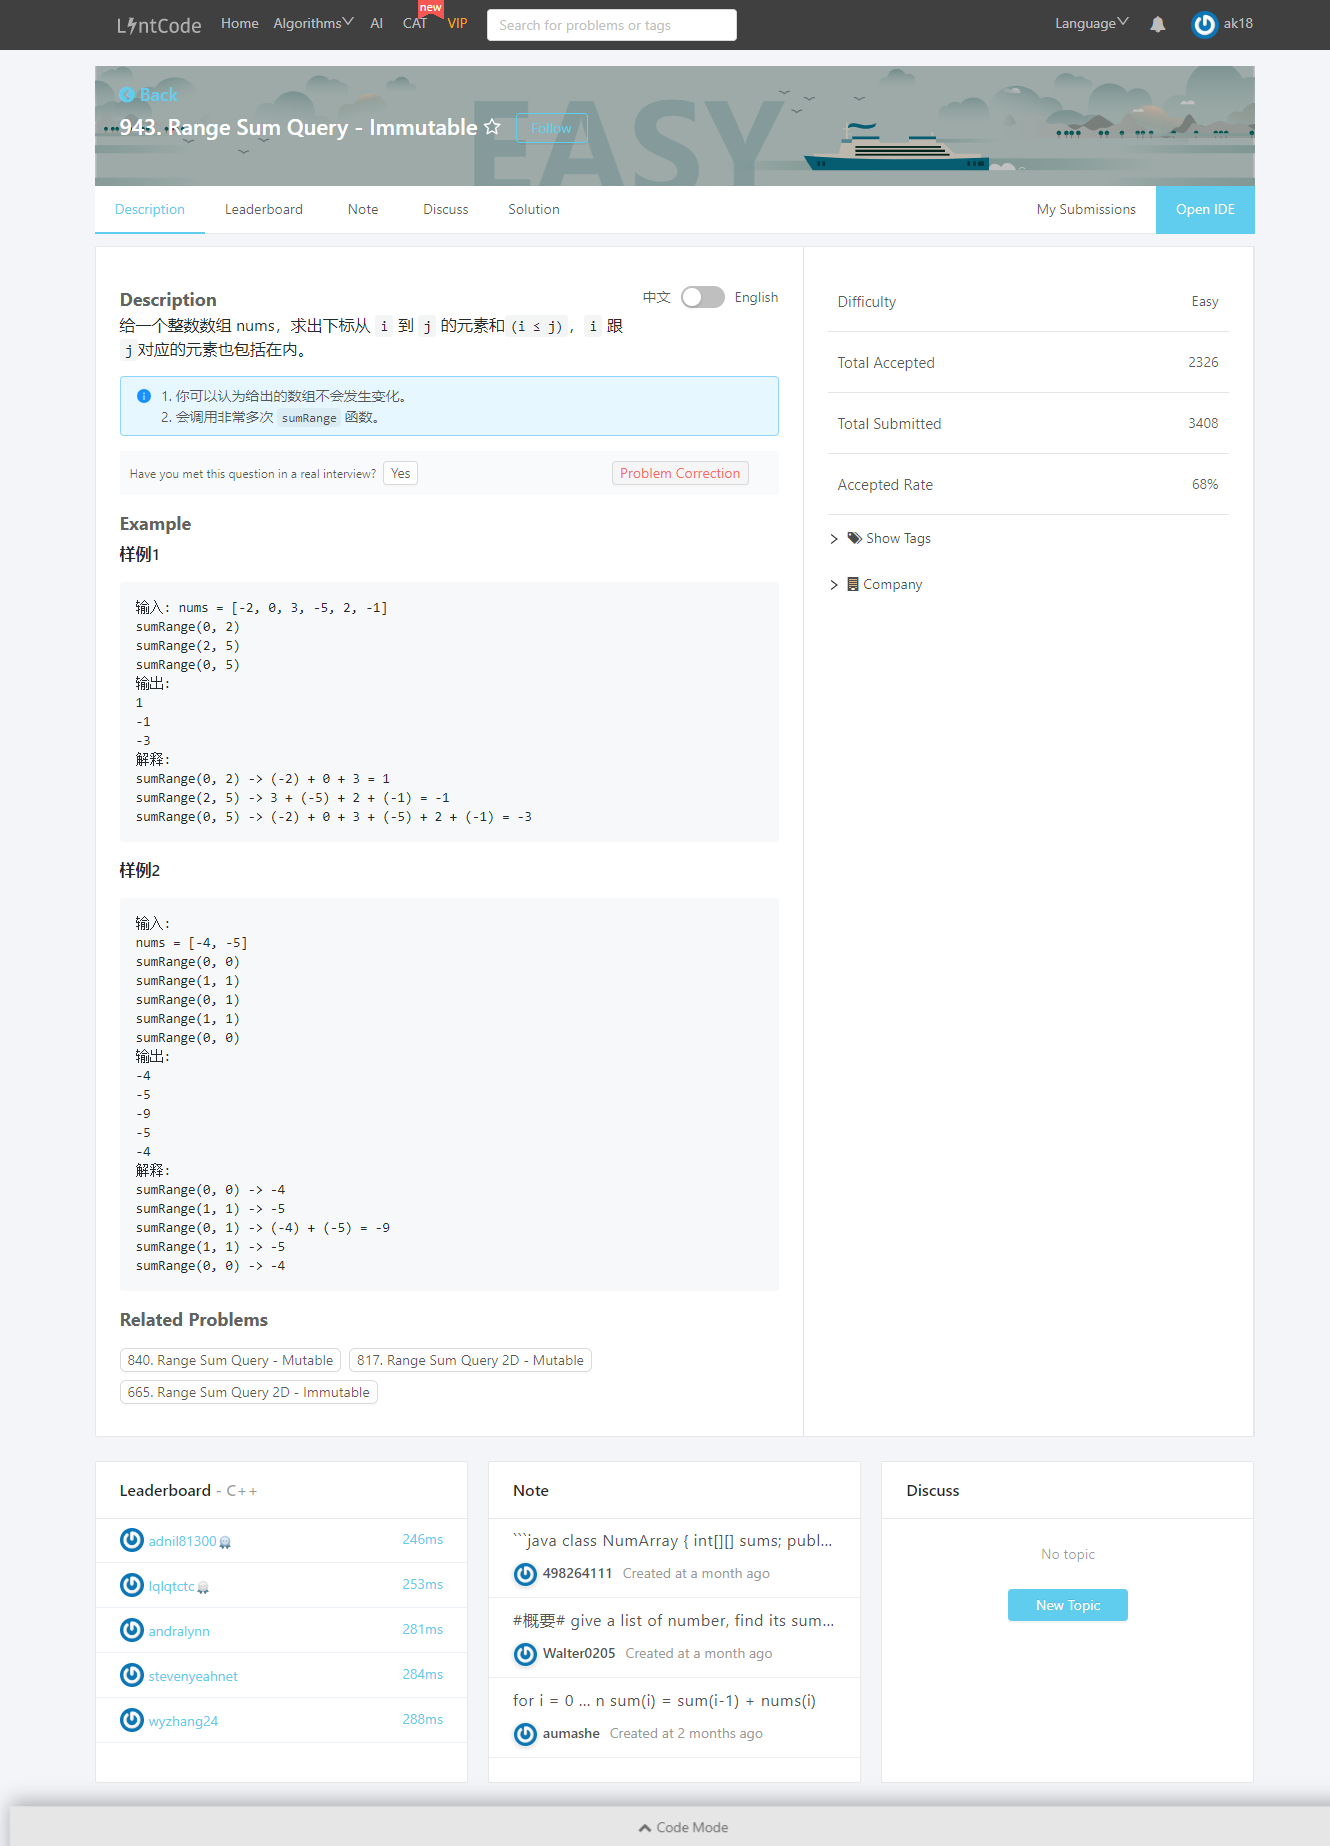 LintCode Home Algorithms AI CAT new VIP Search for problems or tags Language ak18
Back
943. Range Sum Query - Immutable Follow
EASY
Description Leaderboard Note Discuss Solution My Submissions Open IDE
Description 中文 English
给一个整数数组 nums，求出下标从 i 到 j 的元素和(i ≤ j)， i 跟
j 对应的元素也包括在内。
1. 你可以认为给出的数组不会发生变化。
2. 会调用非常多次 sumRange 函数。
Have you met this question in a real interview? Yes Problem Correction
Example
样例1
输入: nums = [-2, 0, 3, -5, 2, -1]
sumRange(0, 2)
sumRange(2, 5)
sumRange(0, 5)
输出:
1
-1
-3
解释:
sumRange(0, 2) -> (-2) + 0 + 3 = 1
sumRange(2, 5) -> 3 + (-5) + 2 + (-1) = -1
sumRange(0, 5) -> (-2) + 0 + 3 + (-5) + 2 + (-1) = -3
样例2
输入:
nums = [-4, -5]
sumRange(0, 0)
sumRange(1, 1)
sumRange(0, 1)
sumRange(1, 1)
sumRange(0, 0)
输出:
-4
-5
-9
-5
-4
解释:
sumRange(0, 0) -> -4
sumRange(1, 1) -> -5
sumRange(0, 1) -> (-4) + (-5) = -9
sumRange(1, 1) -> -5
sumRange(0, 0) -> -4
Related Problems
840. Range Sum Query - Mutable 817. Range Sum Query 2D - Mutable
665. Range Sum Query 2D - Immutable
Difficulty Easy
Total Accepted 2326
Total Submitted 3408
Accepted Rate 68%
Show Tags
Company
Leaderboard - C++
adnil81300 246ms
lqlqtctc 253ms
andralynn 281ms
stevenyeahnet 284ms
wyzhang24 288ms
Note
```java class NumArray { int[][] sums; publ...
498264111 Created at a month ago
#概要# give a list of number, find its sum...
Walter0205 Created at a month ago
for i = 0 ... n sum(i) = sum(i-1) + nums(i)
aumashe Created at 2 months ago
Discuss
No topic
New Topic
Code Mode